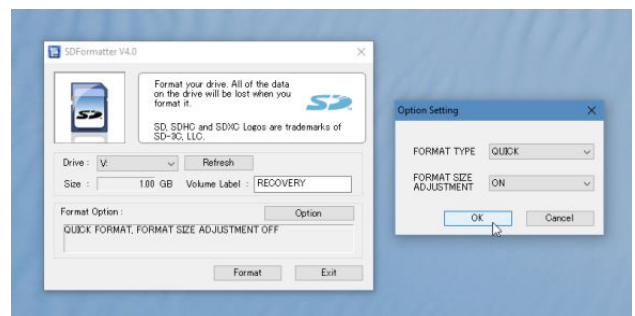 SDFormatter V4.0
Format your drive. All of the data
on the drive will be lost when you
format it.
SD, SDHC and SDXC Logos are trademarks of
SD-3C, LLC.
Drive : V: Refresh
Size : 1.00 GB Volume Label : RECOVERY
Format Option : Option
QUICK FORMAT, FORMAT SIZE ADJUSTMENT OFF
Format Exit
Option Setting
FORMAT TYPE QUICK
FORMAT SIZE
ADJUSTMENT ON
OK Cancel